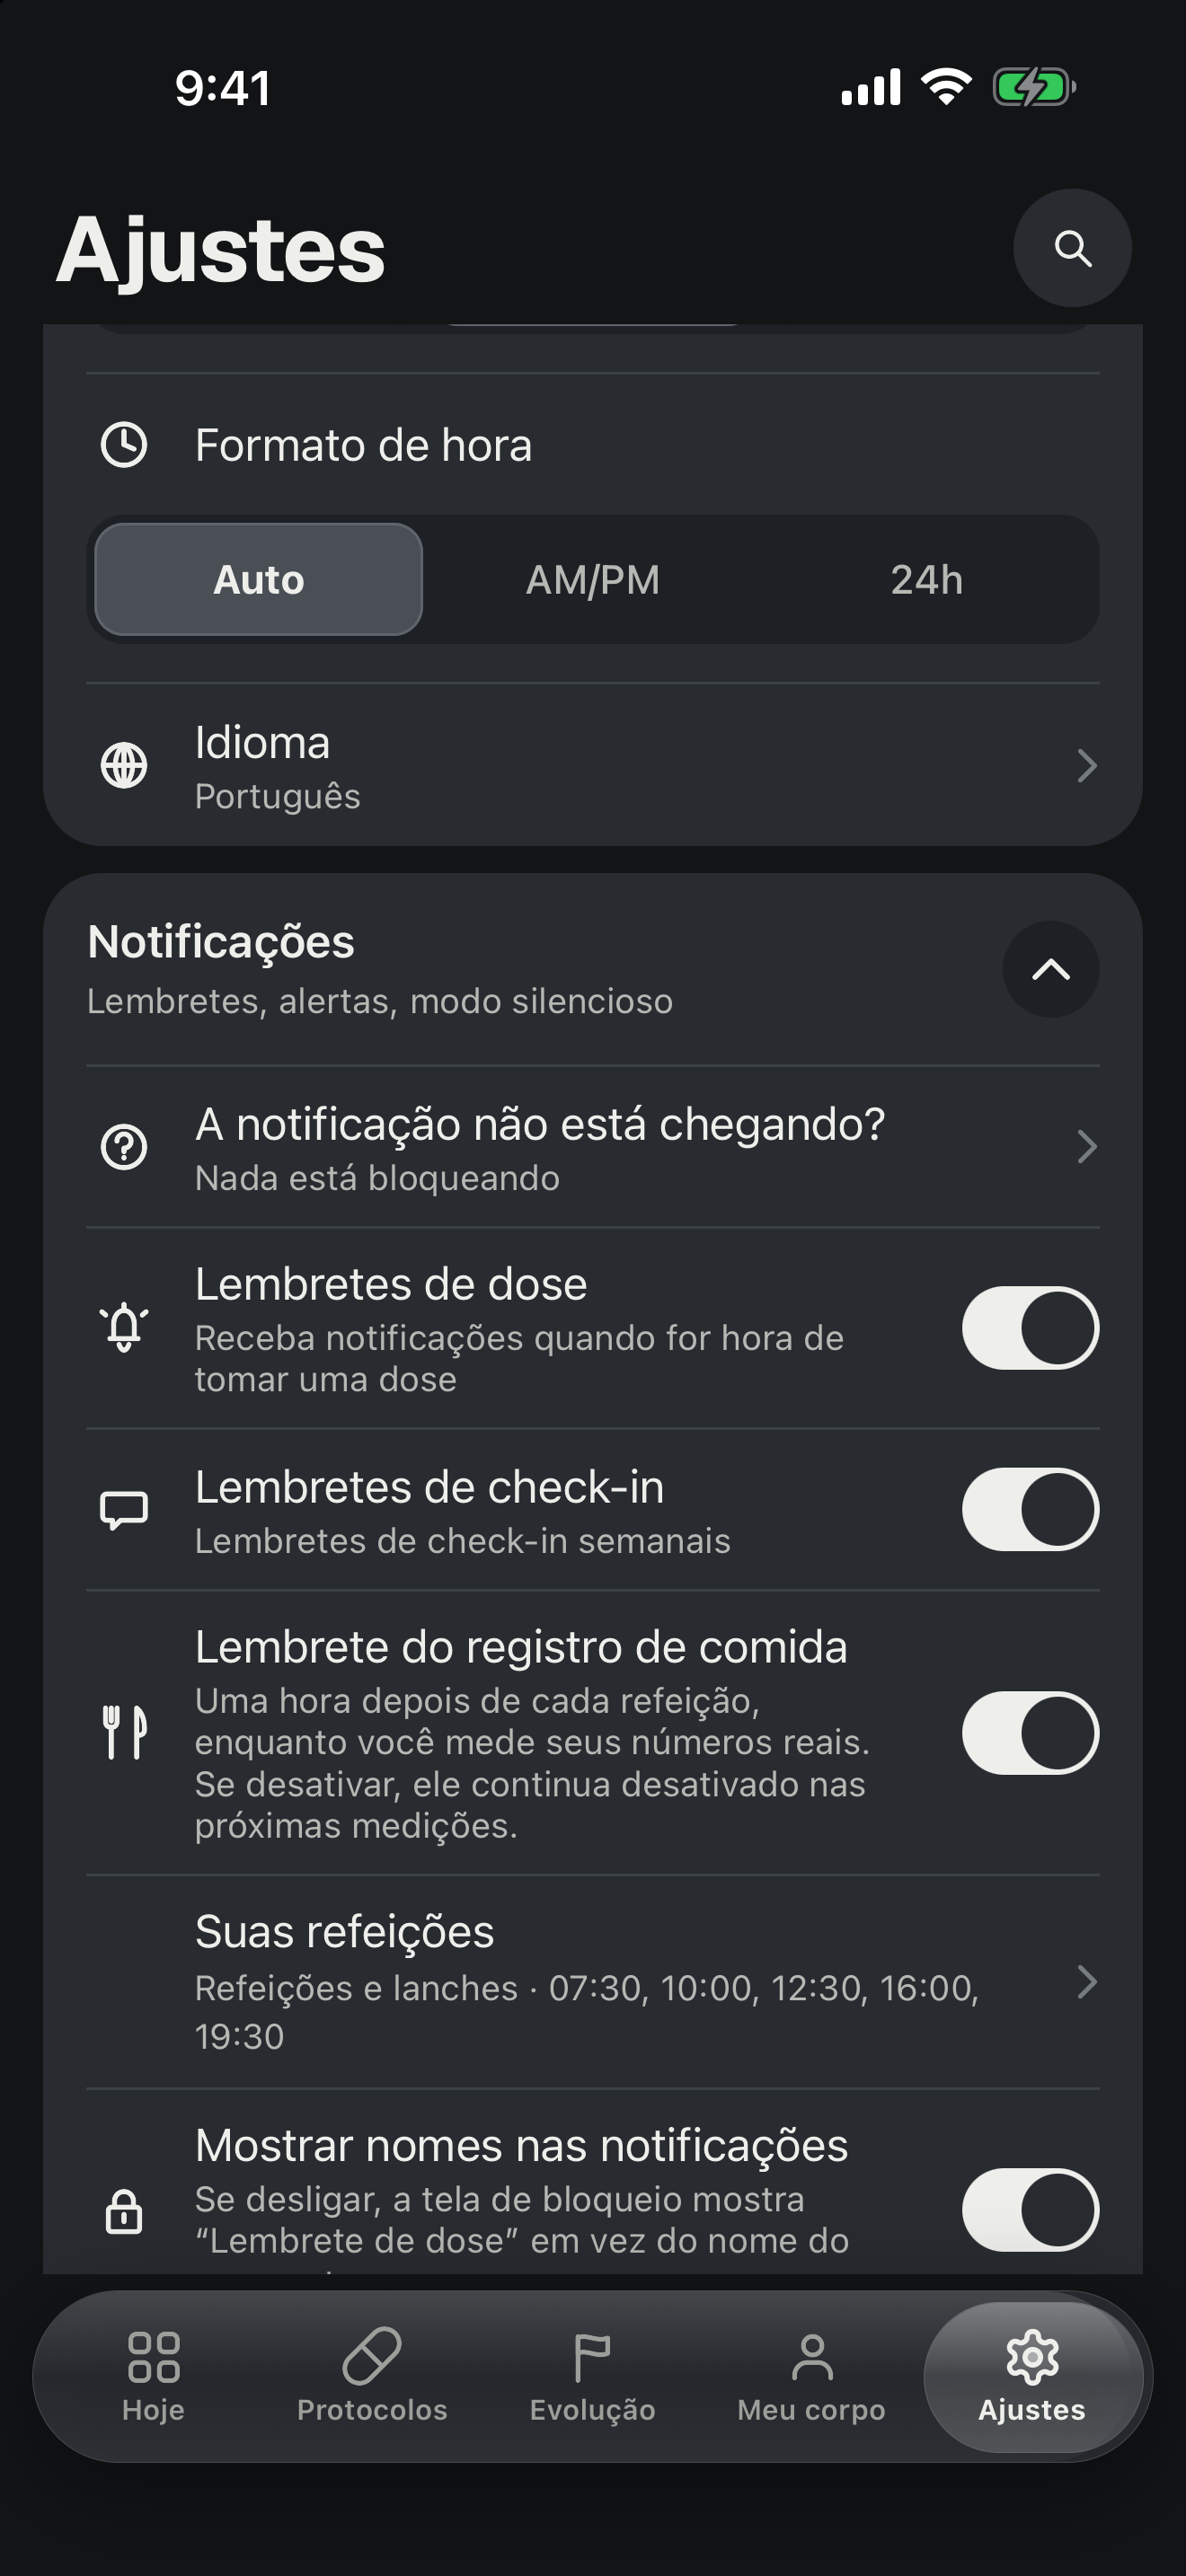 9:41
Ajustes
Formato de hora
Auto
AM/PM
24h
Idioma
Português
Notificações
Lembretes, alertas, modo silencioso
A notificação não está chegando?
Nada está bloqueando
Lembretes de dose
Receba notificações quando for hora de
tomar uma dose
Lembretes de check-in
Lembretes de check-in semanais
Lembrete do registro de comida
Uma hora depois de cada refeição,
enquanto você mede seus números reais.
Se desativar, ele continua desativado nas
próximas medições.
Suas refeições
Refeições e lanches · 07:30, 10:00, 12:30, 16:00,
19:30
Mostrar nomes nas notificações
Se desligar, a tela de bloqueio mostra
“Lembrete de dose” em vez do nome do
Hoje
Protocolos
Evolução
Meu corpo
Ajustes